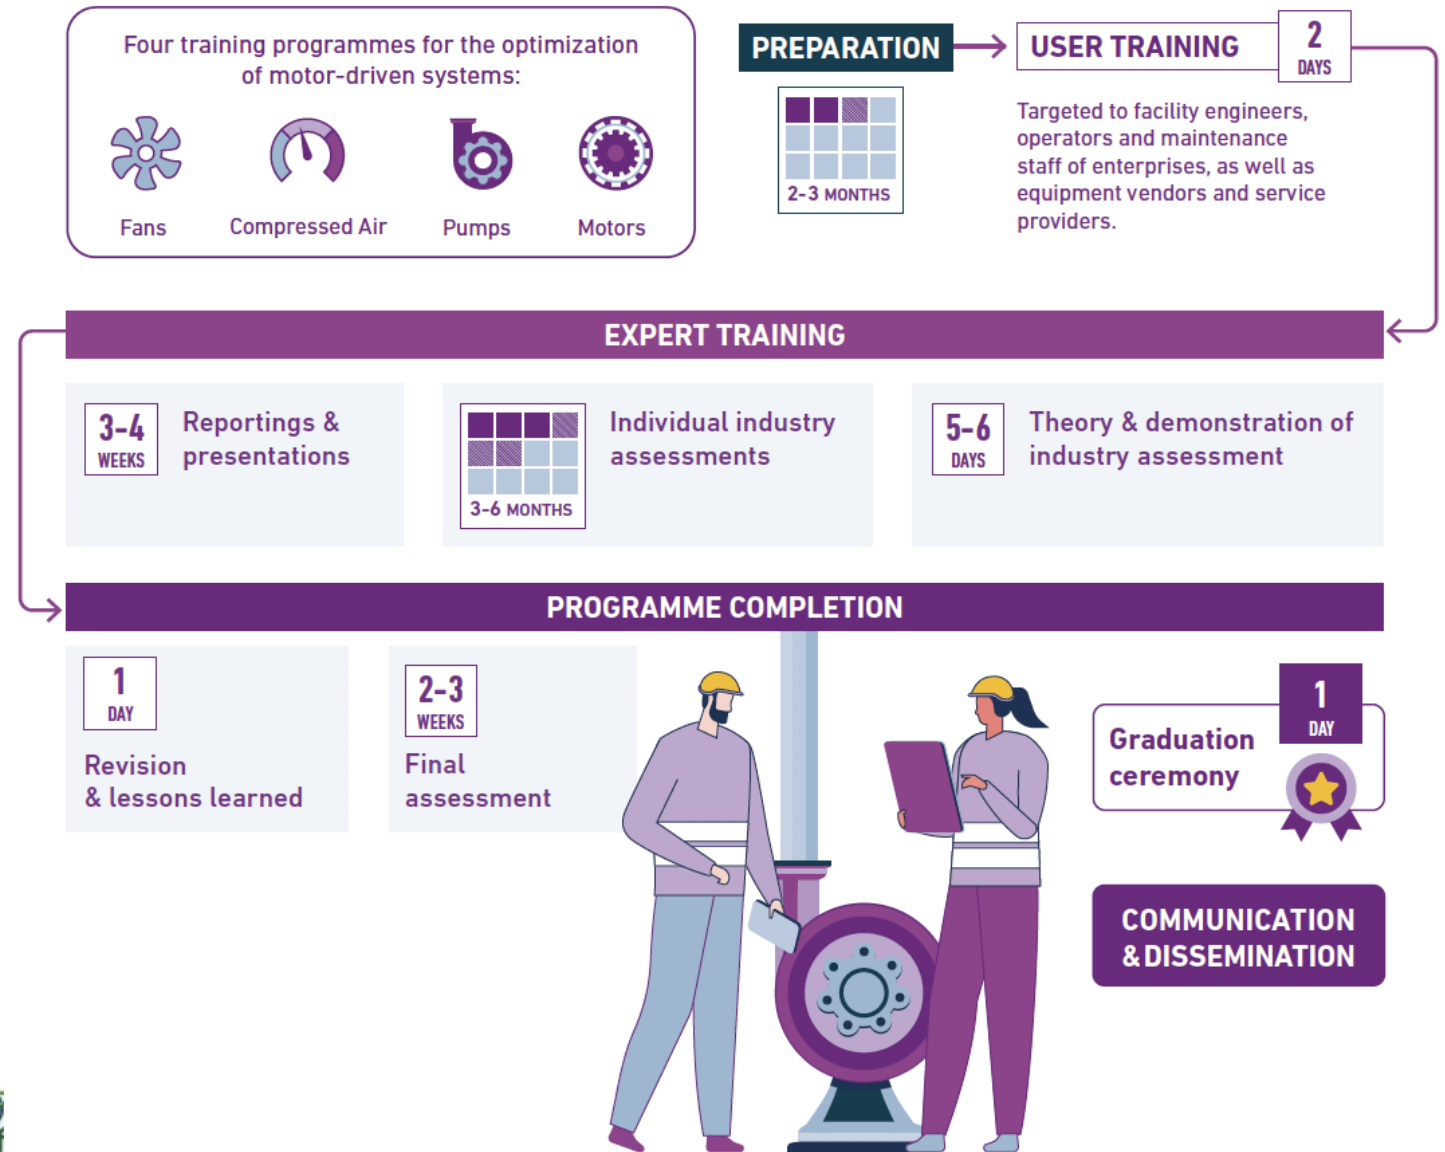 Four training programmes for the optimization
of motor-driven systems:
Fans
Compressed Air
Pumps
Motors
PREPARATION
2-3 MONTHS
USER TRAINING
2
DAYS
Targeted to facility engineers,
operators and maintenance
staff of enterprises, as well as
equipment vendors and service
providers.
EXPERT TRAINING
3-4
WEEKS
Reportings &
presentations
3-6 MONTHS
Individual industry
assessments
5-6
DAYS
Theory & demonstration of
industry assessment
PROGRAMME COMPLETION
1
DAY
Revision
& lessons learned
2-3
WEEKS
Final
assessment
1
DAY
Graduation
ceremony
COMMUNICATION
& DISSEMINATION